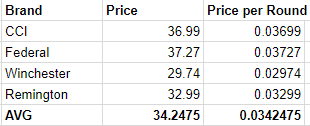 Brand Price Price per Round
CCI 36.99 0.03699
Federal 37.27 0.03727
Winchester 29.74 0.02974
Remington 32.99 0.03299
AVG 34.2475 0.0342475